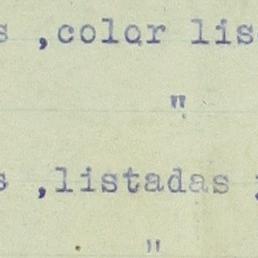 s ,color lis
"
s ,listadas ;
"